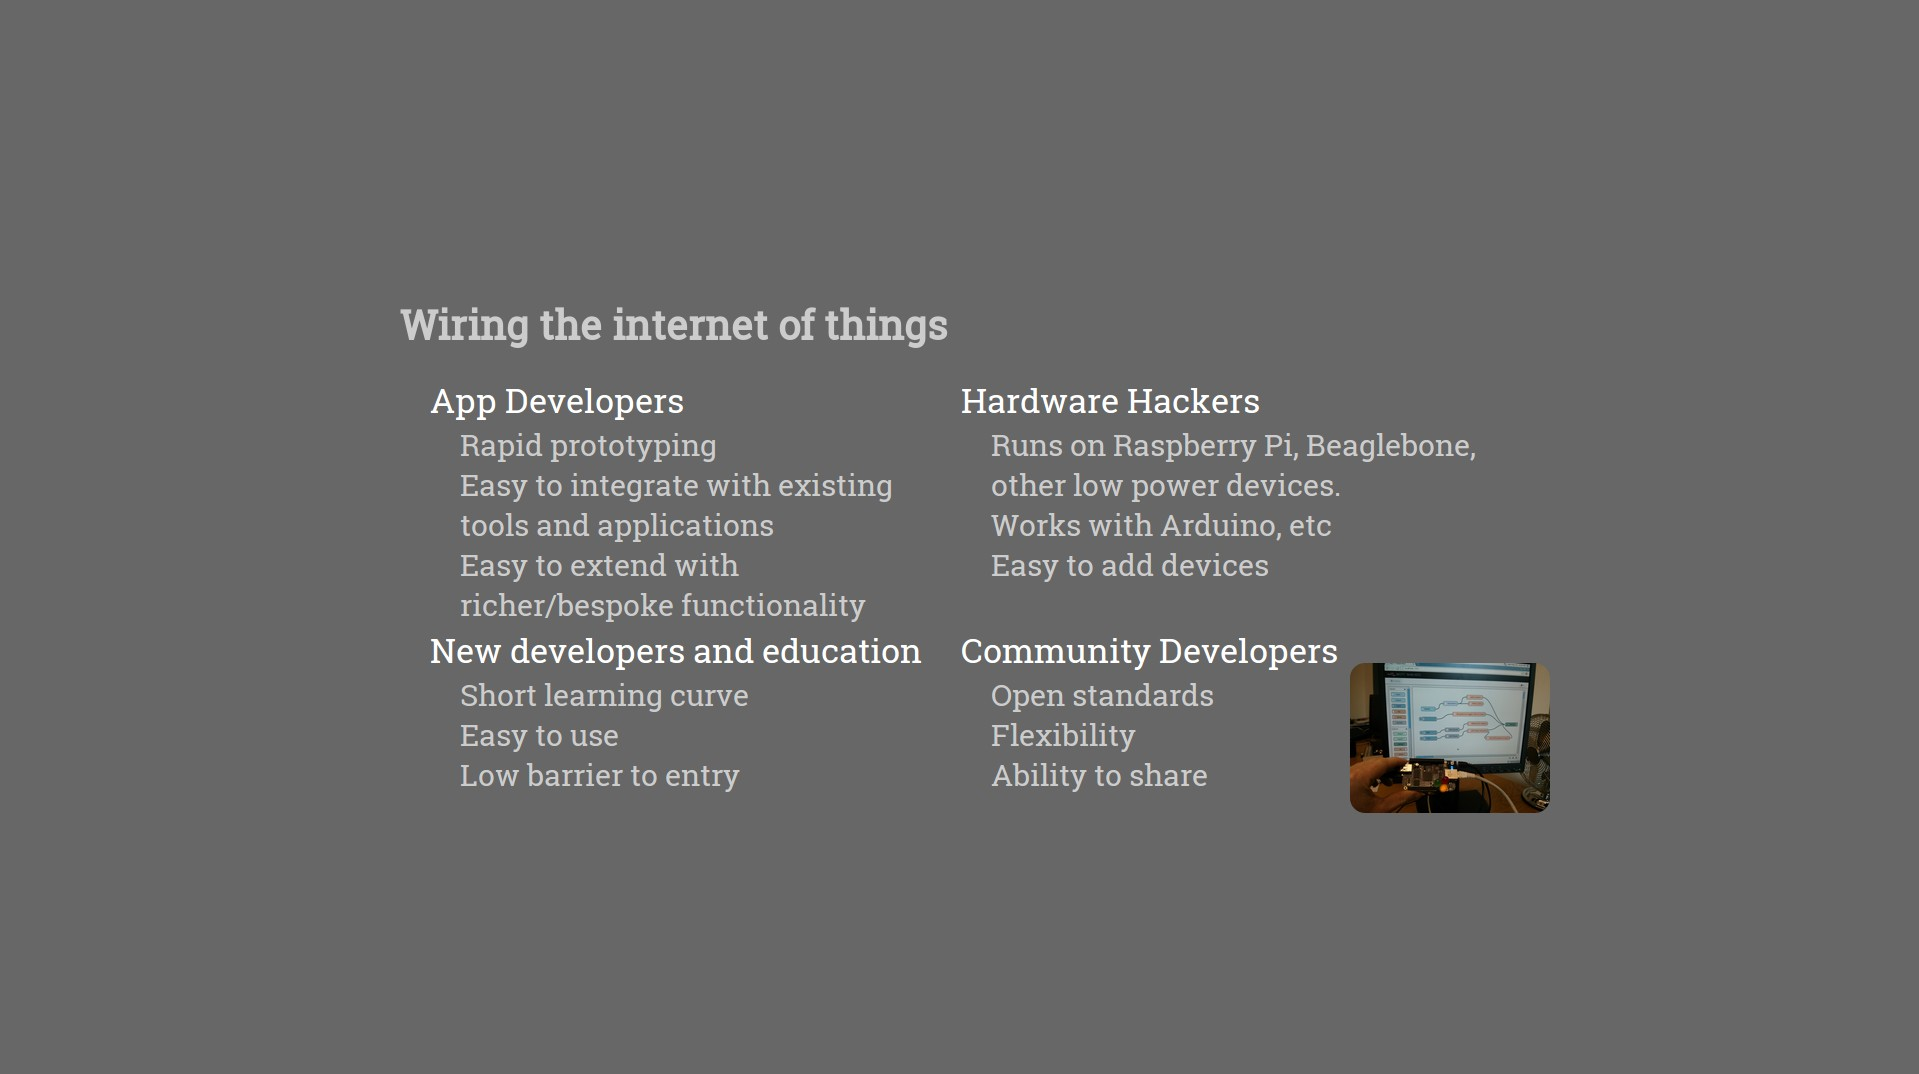 Wiring the internet of things
App Developers
Rapid prototyping
Easy to integrate with existing
tools and applications
Easy to extend with
richer/bespoke functionality
Hardware Hackers
Runs on Raspberry Pi, Beaglebone,
other low power devices.
Works with Arduino, etc
Easy to add devices
New developers and education
Short learning curve
Easy to use
Low barrier to entry
Community Developers
Open standards
Flexibility
Ability to share